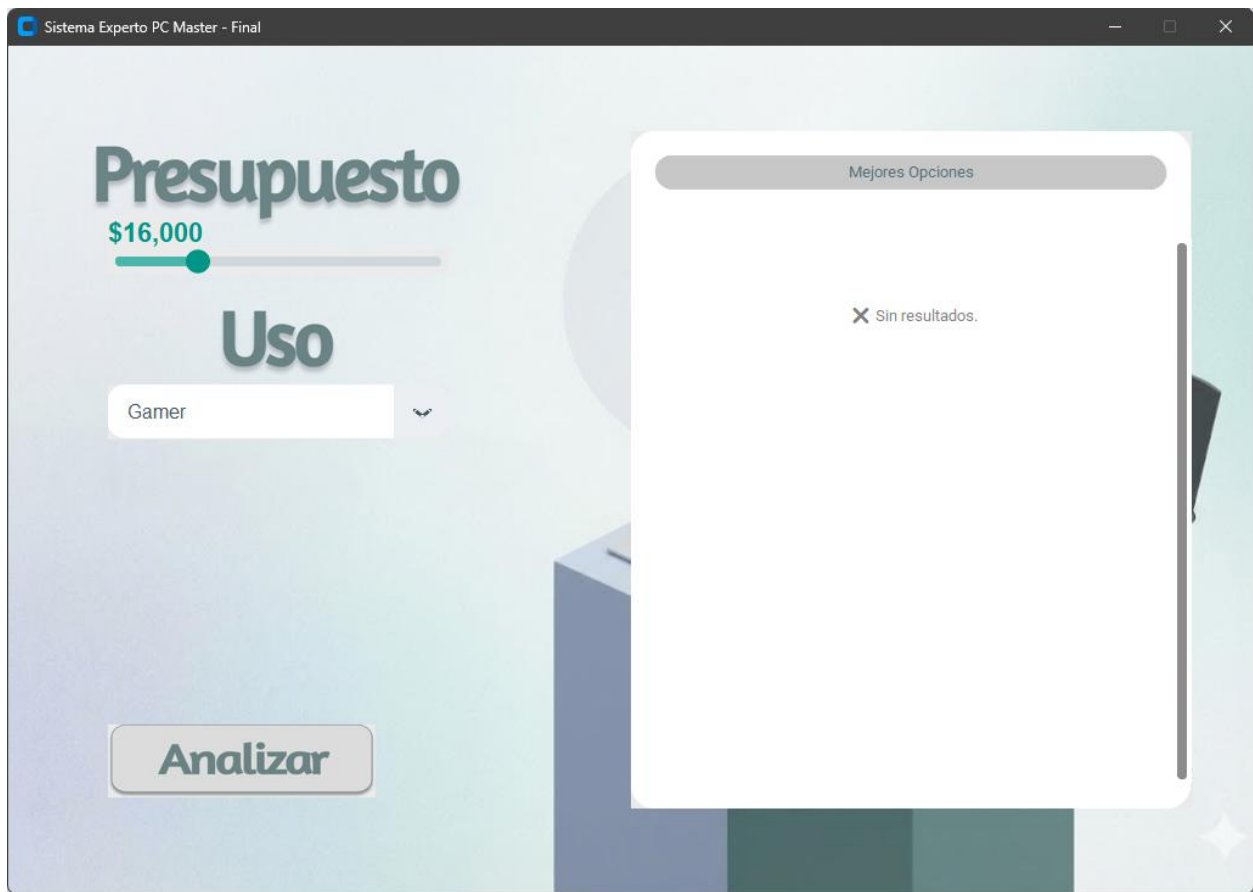 Sistema Experto PC Master - Final
Presupuesto
$16,000
Uso
Gamer
Analizar
Mejores Opciones
❌ Sin resultados.